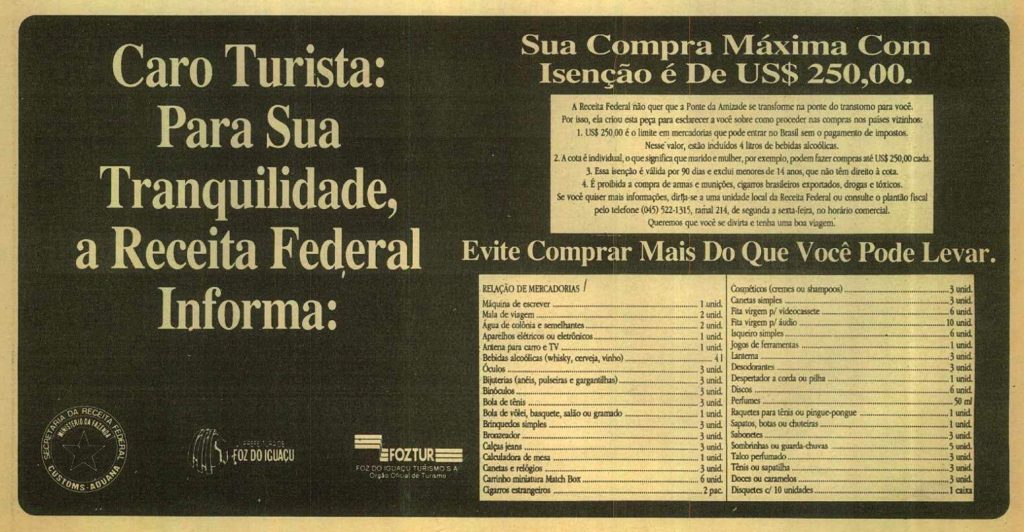 Caro Turista:
Para Sua
Tranquilidade,
a Receita Federal
Informa:
SECRETARIA DA RECEITA FEDERAL
MINISTÉRIO DA FAZENDA
CUSTOMS-ADUANA
PREFEITURA DE
FOZ DO IGUAÇU
FOZTUR
FOZ DO IGUAÇU TURISMO S.A.
Órgão Oficial de Turismo
Sua Compra Máxima Com
Isenção é De US$ 250,00.
A Receita Federal não quer que a Ponte da Amizade se transforme na ponte do transtorno para você.
Por isso, ela criou esta peça para esclarecer a você sobre como proceder nas compras nos países vizinhos:
1. US$ 250,00 é o limite em mercadorias que pode entrar no Brasil sem o pagamento de impostos.
Nesse valor, estão incluídos 4 litros de bebidas alcoólicas.
2. A cota é individual, o que significa que marido e mulher, por exemplo, podem fazer compras até US$ 250,00 cada.
3. Essa isenção é válida por 90 dias e exclui menores de 14 anos, que não têm direito à cota.
4. É proibida a compra de armas e munições, cigarros brasileiros exportados, drogas e tóxicos.
Se você quiser mais informações, dirija-se a uma unidade local da Receita Federal ou consulte o plantão fiscal
pelo telefone (045) 522-1315, ramal 214, de segunda a sexta-feira, no horário comercial.
Queremos que você se divirta e tenha uma boa viagem.
Evite Comprar Mais Do Que Você Pode Levar.
RELAÇÃO DE MERCADORIAS
Máquina de escrever 1 unid.
Mala de viagem 2 unid.
Água de colônia e semelhantes 2 unid.
Aparelhos elétricos ou eletrônicos 1 unid.
Antena para carro e TV 1 unid.
Bebidas alcoólicas (whisky, cerveja, vinho) 4 l
Óculos 3 unid.
Bijuterias (anéis, pulseiras e gargantilhas) 3 unid.
Binóculos 3 unid.
Bola de tênis 3 unid.
Bola de vôlei, basquete, salão ou gramado 1 unid.
Brinquedos simples 3 unid.
Bronzeador 3 unid.
Calças jeans 3 unid.
Calculadora de mesa 1 unid.
Canetas e relógios 3 unid.
Carrinho miniatura Match Box 6 unid.
Cigarros estrangeiros 2 pac.
Cosméticos (cremes ou shampoos) 3 unid.
Canetas simples 3 unid.
Fita virgem p/ videocassete 6 unid.
Fita virgem p/ áudio 10 unid.
Isqueiro simples 6 unid.
Jogos de ferramentas 1 unid.
Lanterna 3 unid.
Desodorantes 3 unid.
Despertador a corda ou pilha 1 unid.
Discos 6 unid.
Perfumes 50 ml
Raquetes para tênis ou pingue-pongue 1 unid.
Sapatos, botas ou chuteiras 1 unid.
Sabonetes 3 unid.
Sombrinhas ou guarda-chuvas 5 unid.
Talco perfumado 3 unid.
Tênis ou sapatilha 3 unid.
Doces ou caramelos 3 unid.
Disquetes c/ 10 unidades 1 caixa